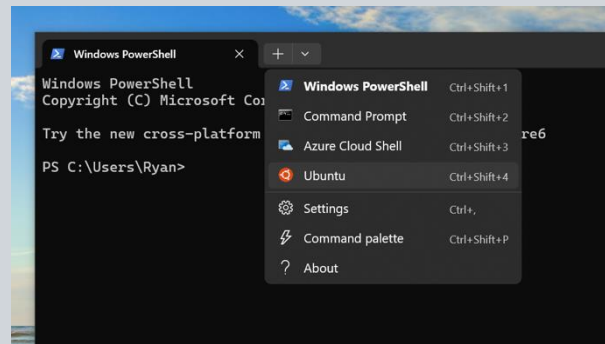 Windows PowerShell
Windows PowerShell
Copyright (C) Microsoft
Try the new cross-platform
PS C:\Users\Ryan>
Windows PowerShell Ctrl+Shift+1
Command Prompt Ctrl+Shift+2
Azure Cloud Shell Ctrl+Shift+3
Ubuntu Ctrl+Shift+4
Settings Ctrl+,
Command palette Ctrl+Shift+P
About